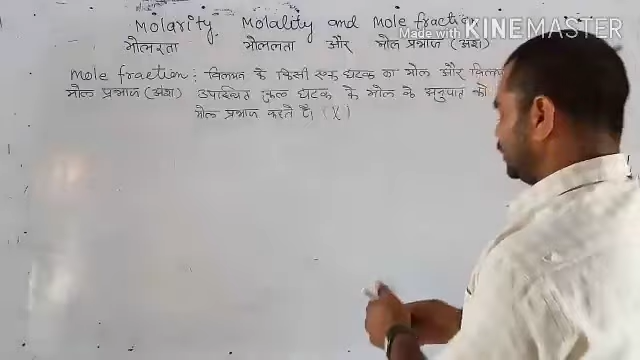 Molarity, Molality and Mole fraction
मोलरता मोललता और मोल प्रभाज (अंश)
Made with KINEMASTER
Mole fraction : विलयन के किसी एक घटक का मोल और
मोल प्रभाज (अंश) उपस्थित कुल घटक के मोल के अनुपात को
मोल प्रभाज कहते हैं। (X)